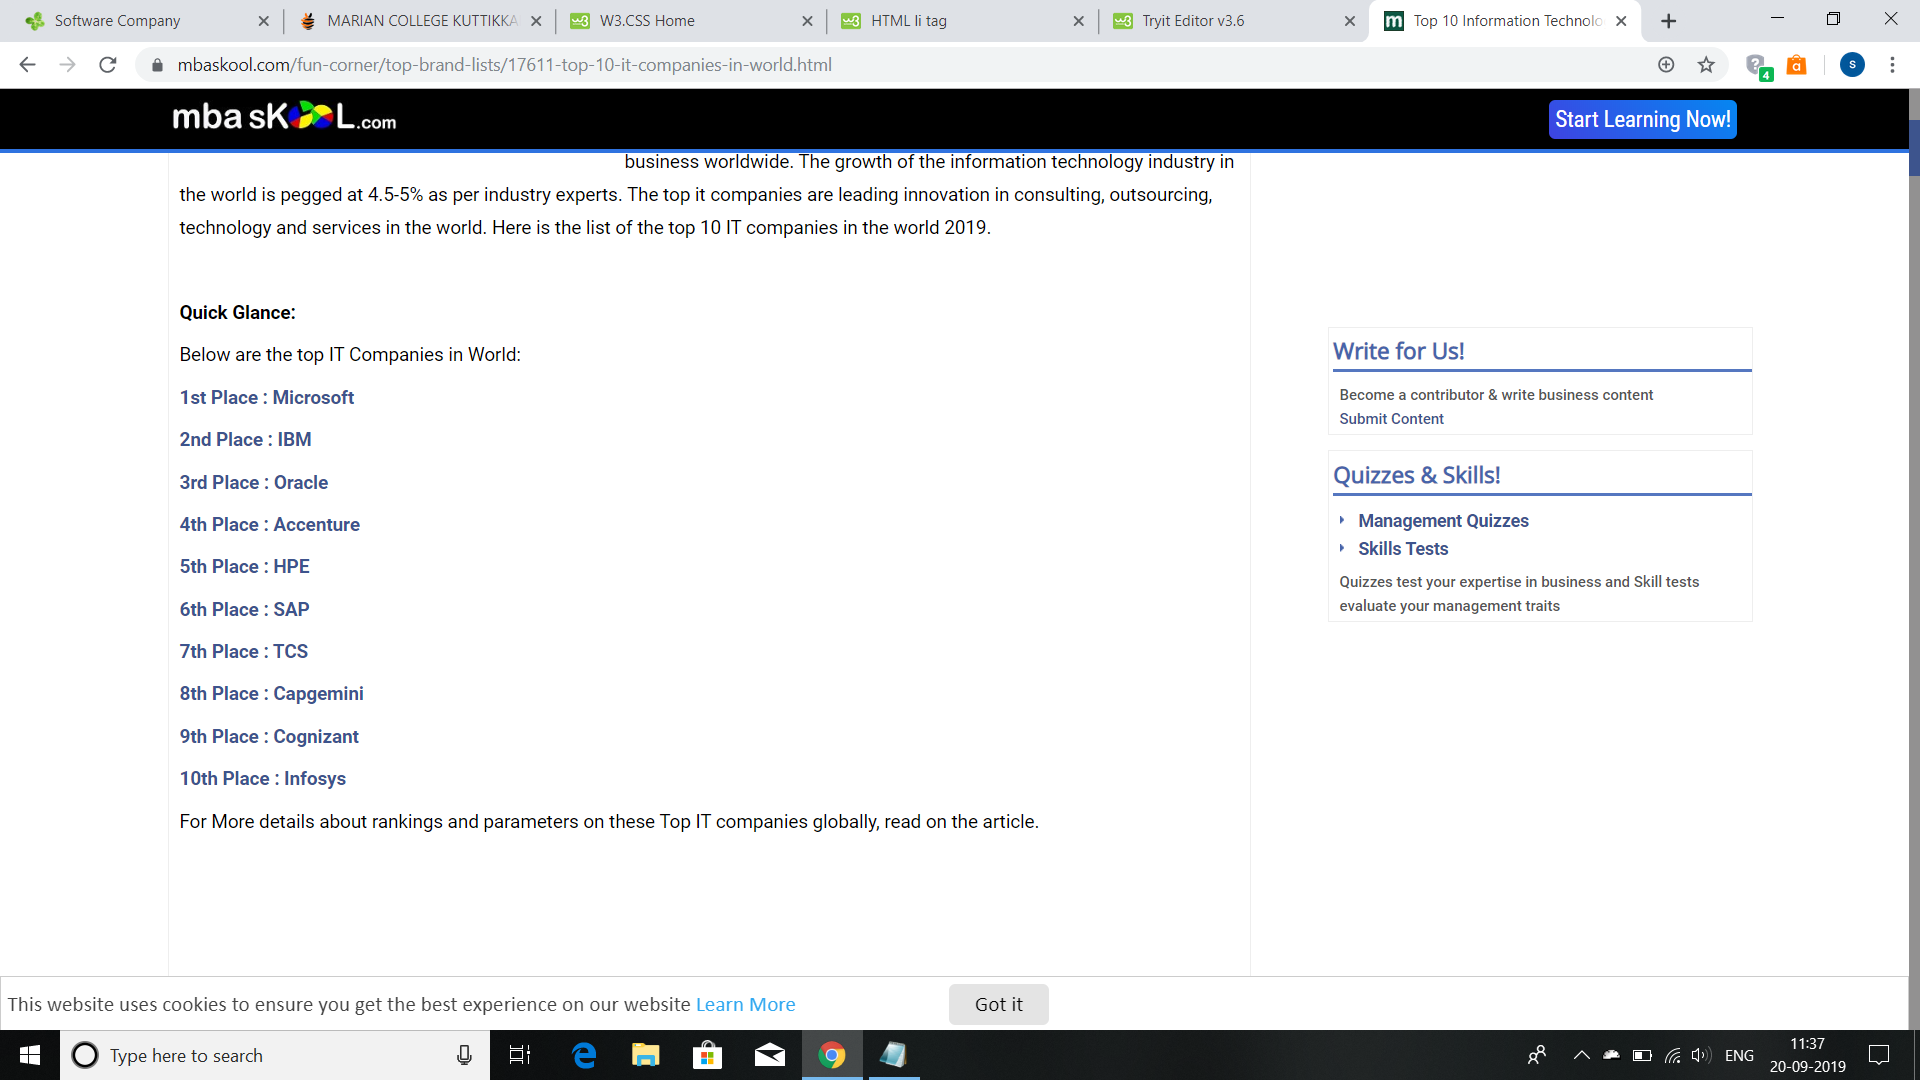 Software Company
MARIAN COLLEGE KUTTIKKA
W3.CSS Home
HTML li tag
Tryit Editor v3.6
Top 10 Information Technolo
mbaskool.com/fun-corner/top-brand-lists/17611-top-10-it-companies-in-world.html
4
a
s
mba sKOOL.com
Start Learning Now!
business worldwide. The growth of the information technology industry in
the world is pegged at 4.5-5% as per industry experts. The top it companies are leading innovation in consulting, outsourcing,
technology and services in the world. Here is the list of the top 10 IT companies in the world 2019.
Quick Glance:
Below are the top IT Companies in World:
1st Place : Microsoft
2nd Place : IBM
3rd Place : Oracle
4th Place : Accenture
5th Place : HPE
6th Place : SAP
7th Place : TCS
8th Place : Capgemini
9th Place : Cognizant
10th Place : Infosys
For More details about rankings and parameters on these Top IT companies globally, read on the article.
Write for Us!
Become a contributor & write business content
Submit Content
Quizzes & Skills!
Management Quizzes
Skills Tests
Quizzes test your expertise in business and Skill tests
evaluate your management traits
This website uses cookies to ensure you get the best experience on our website Learn More
Got it
Type here to search
ENG
11:37
20-09-2019